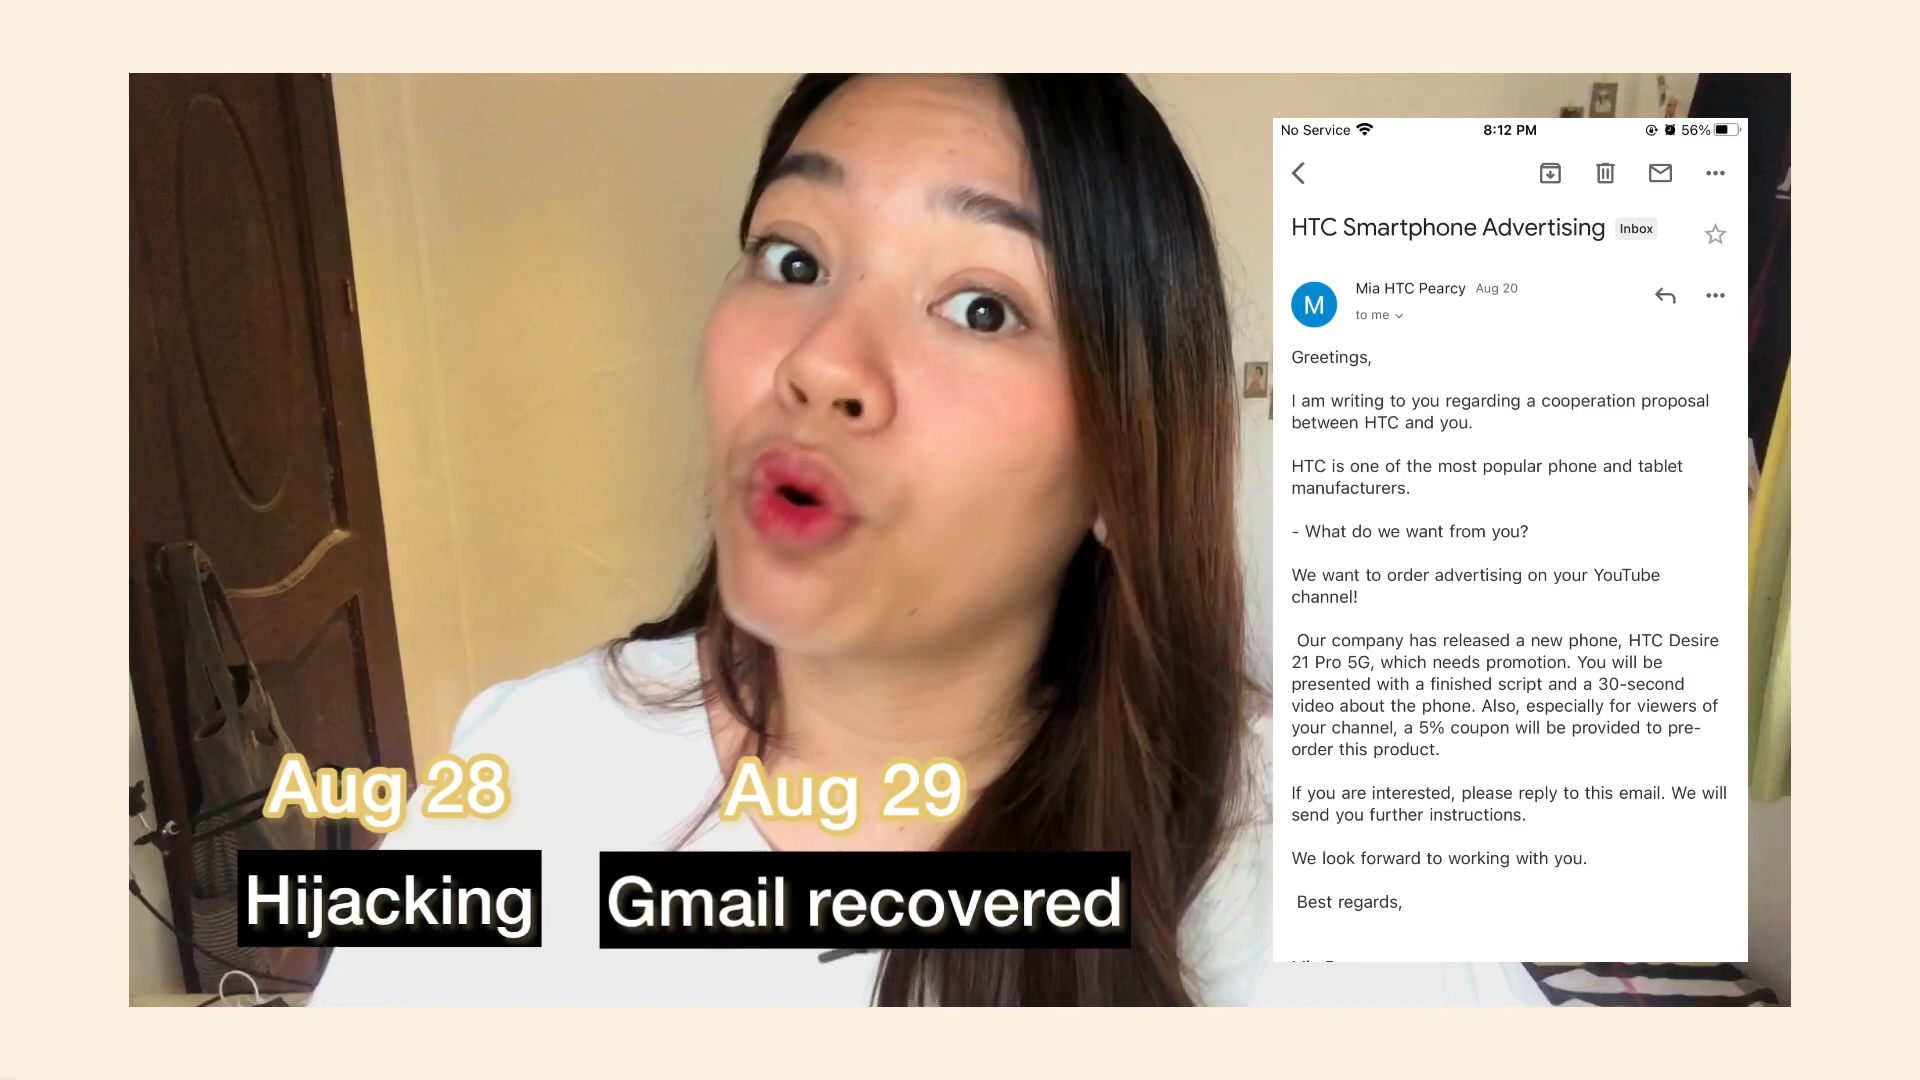 No Service 8:12 PM 56%
HTC Smartphone Advertising Inbox
M Mia HTC Pearcy Aug 20
to me
Greetings,
I am writing to you regarding a cooperation proposal
between HTC and you.
HTC is one of the most popular phone and tablet
manufacturers.
- What do we want from you?
We want to order advertising on your YouTube
channel!
Our company has released a new phone, HTC Desire
21 Pro 5G, which needs promotion. You will be
presented with a finished script and a 30-second
video about the phone. Also, especially for viewers of
your channel, a 5% coupon will be provided to pre-
order this product.
If you are interested, please reply to this email. We will
send you further instructions.
We look forward to working with you.
Best regards,
Aug 28 Aug 29
Hijacking Gmail recovered